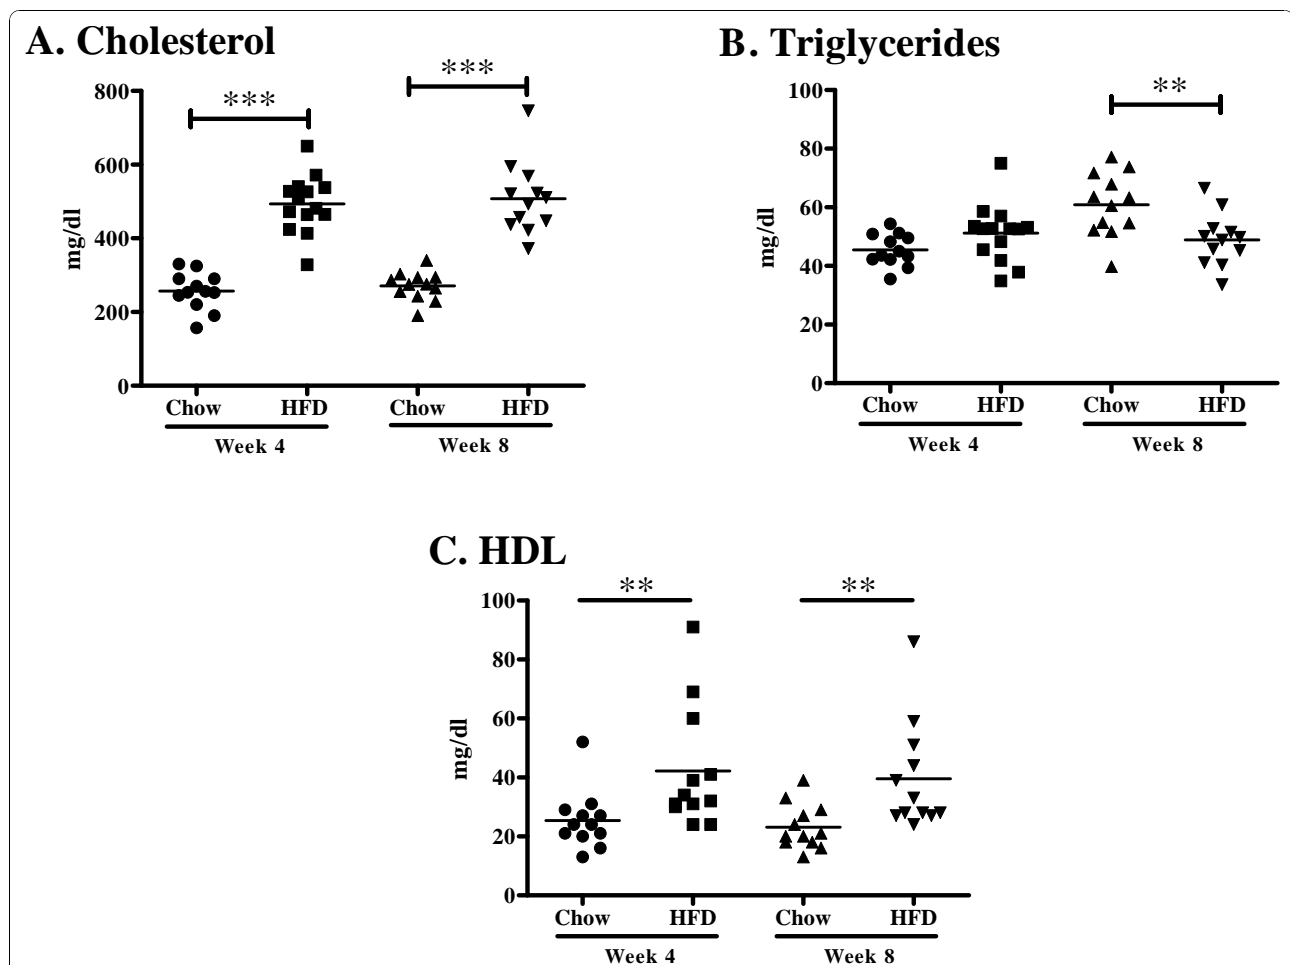 A. Cholesterol
***
***
800
600
400
200
0
mg/dl
Chow HFD Chow HFD
Week 4 Week 8
B. Triglycerides
**
100
80
60
40
20
0
mg/dl
Chow HFD Chow HFD
Week 4 Week 8
C. HDL
** **
100
80
60
40
20
0
mg/dl
Chow HFD Chow HFD
Week 4 Week 8